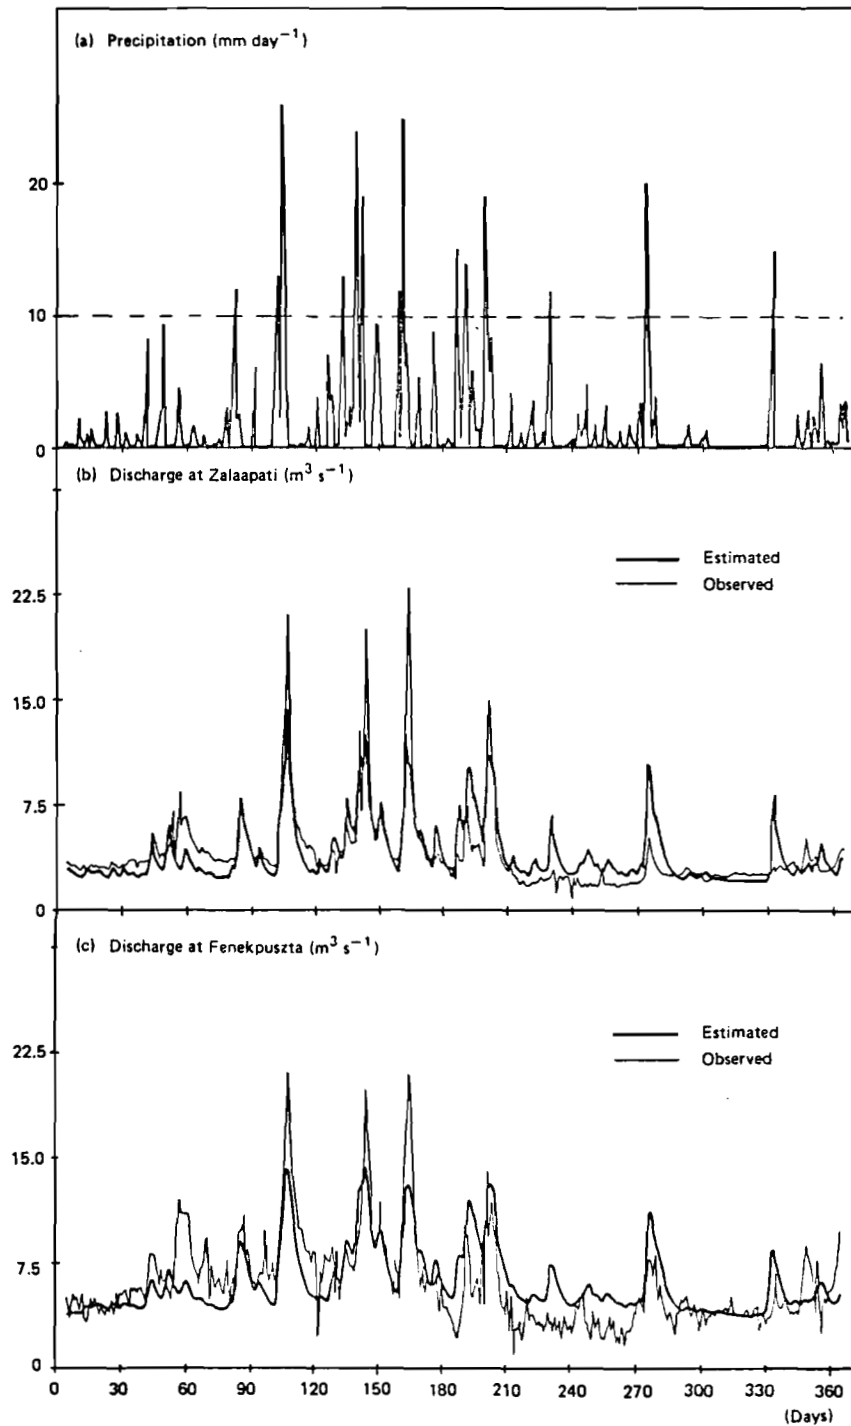 (a) Precipitation (mm day⁻¹)
20
10
0
(b) Discharge at Zalaapati (m³ s⁻¹)
Estimated
Observed
22.5
15.0
7.5
0
(c) Discharge at Fenekpuszta (m³ s⁻¹)
Estimated
Observed
22.5
15.0
7.5
0
0 30 60 90 120 150 180 210 240 270 300 330 360
(Days)